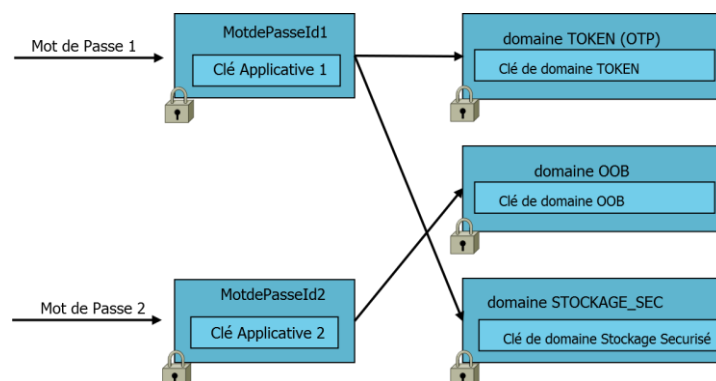 Mot de Passe 1
MotdePasseId1
Clé Applicative 1
domaine TOKEN (OTP)
Clé de domaine TOKEN
domaine OOB
Clé de domaine OOB
Mot de Passe 2
MotdePasseId2
Clé Applicative 2
domaine STOCKAGE_SEC
Clé de domaine Stockage Securisé